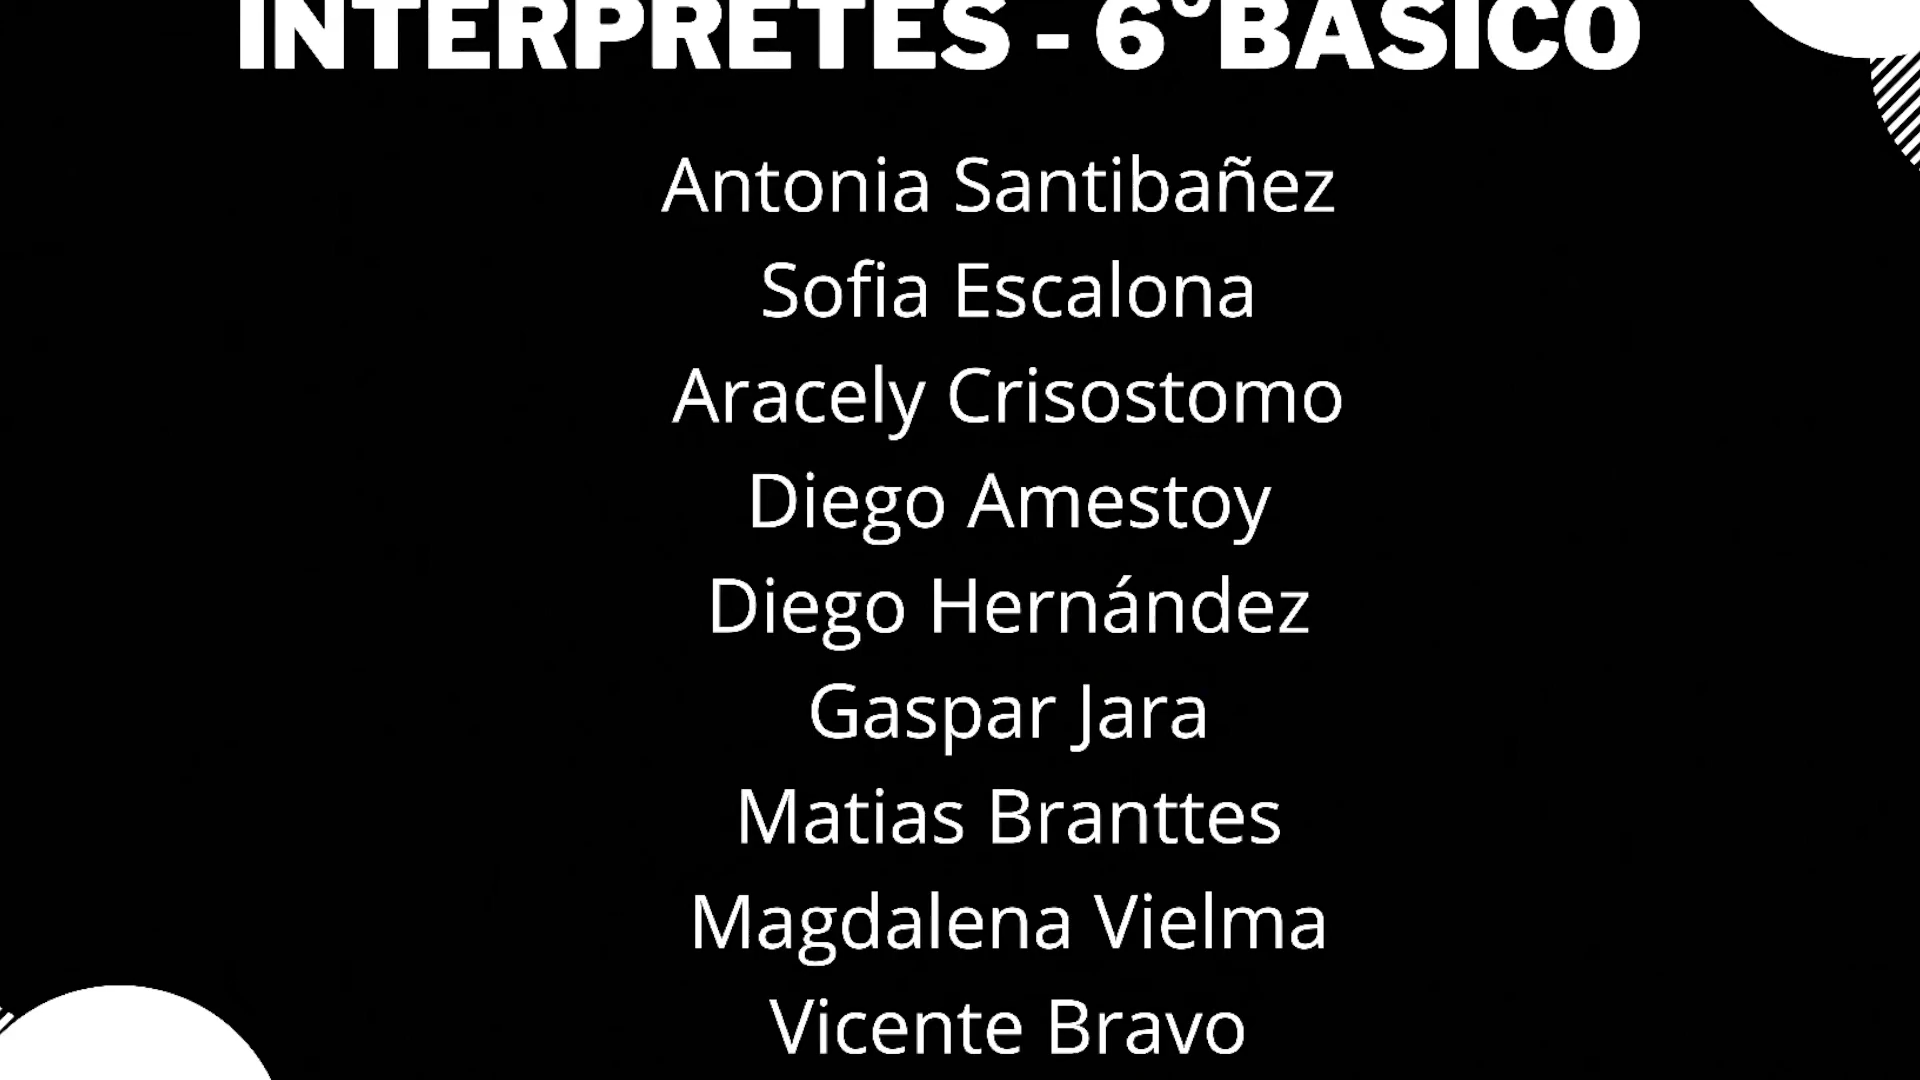 INTERPRETES - 6°BASICO
Antonia Santibañez
Sofia Escalona
Aracely Crisostomo
Diego Amestoy
Diego Hernández
Gaspar Jara
Matias Branttes
Magdalena Vielma
Vicente Bravo